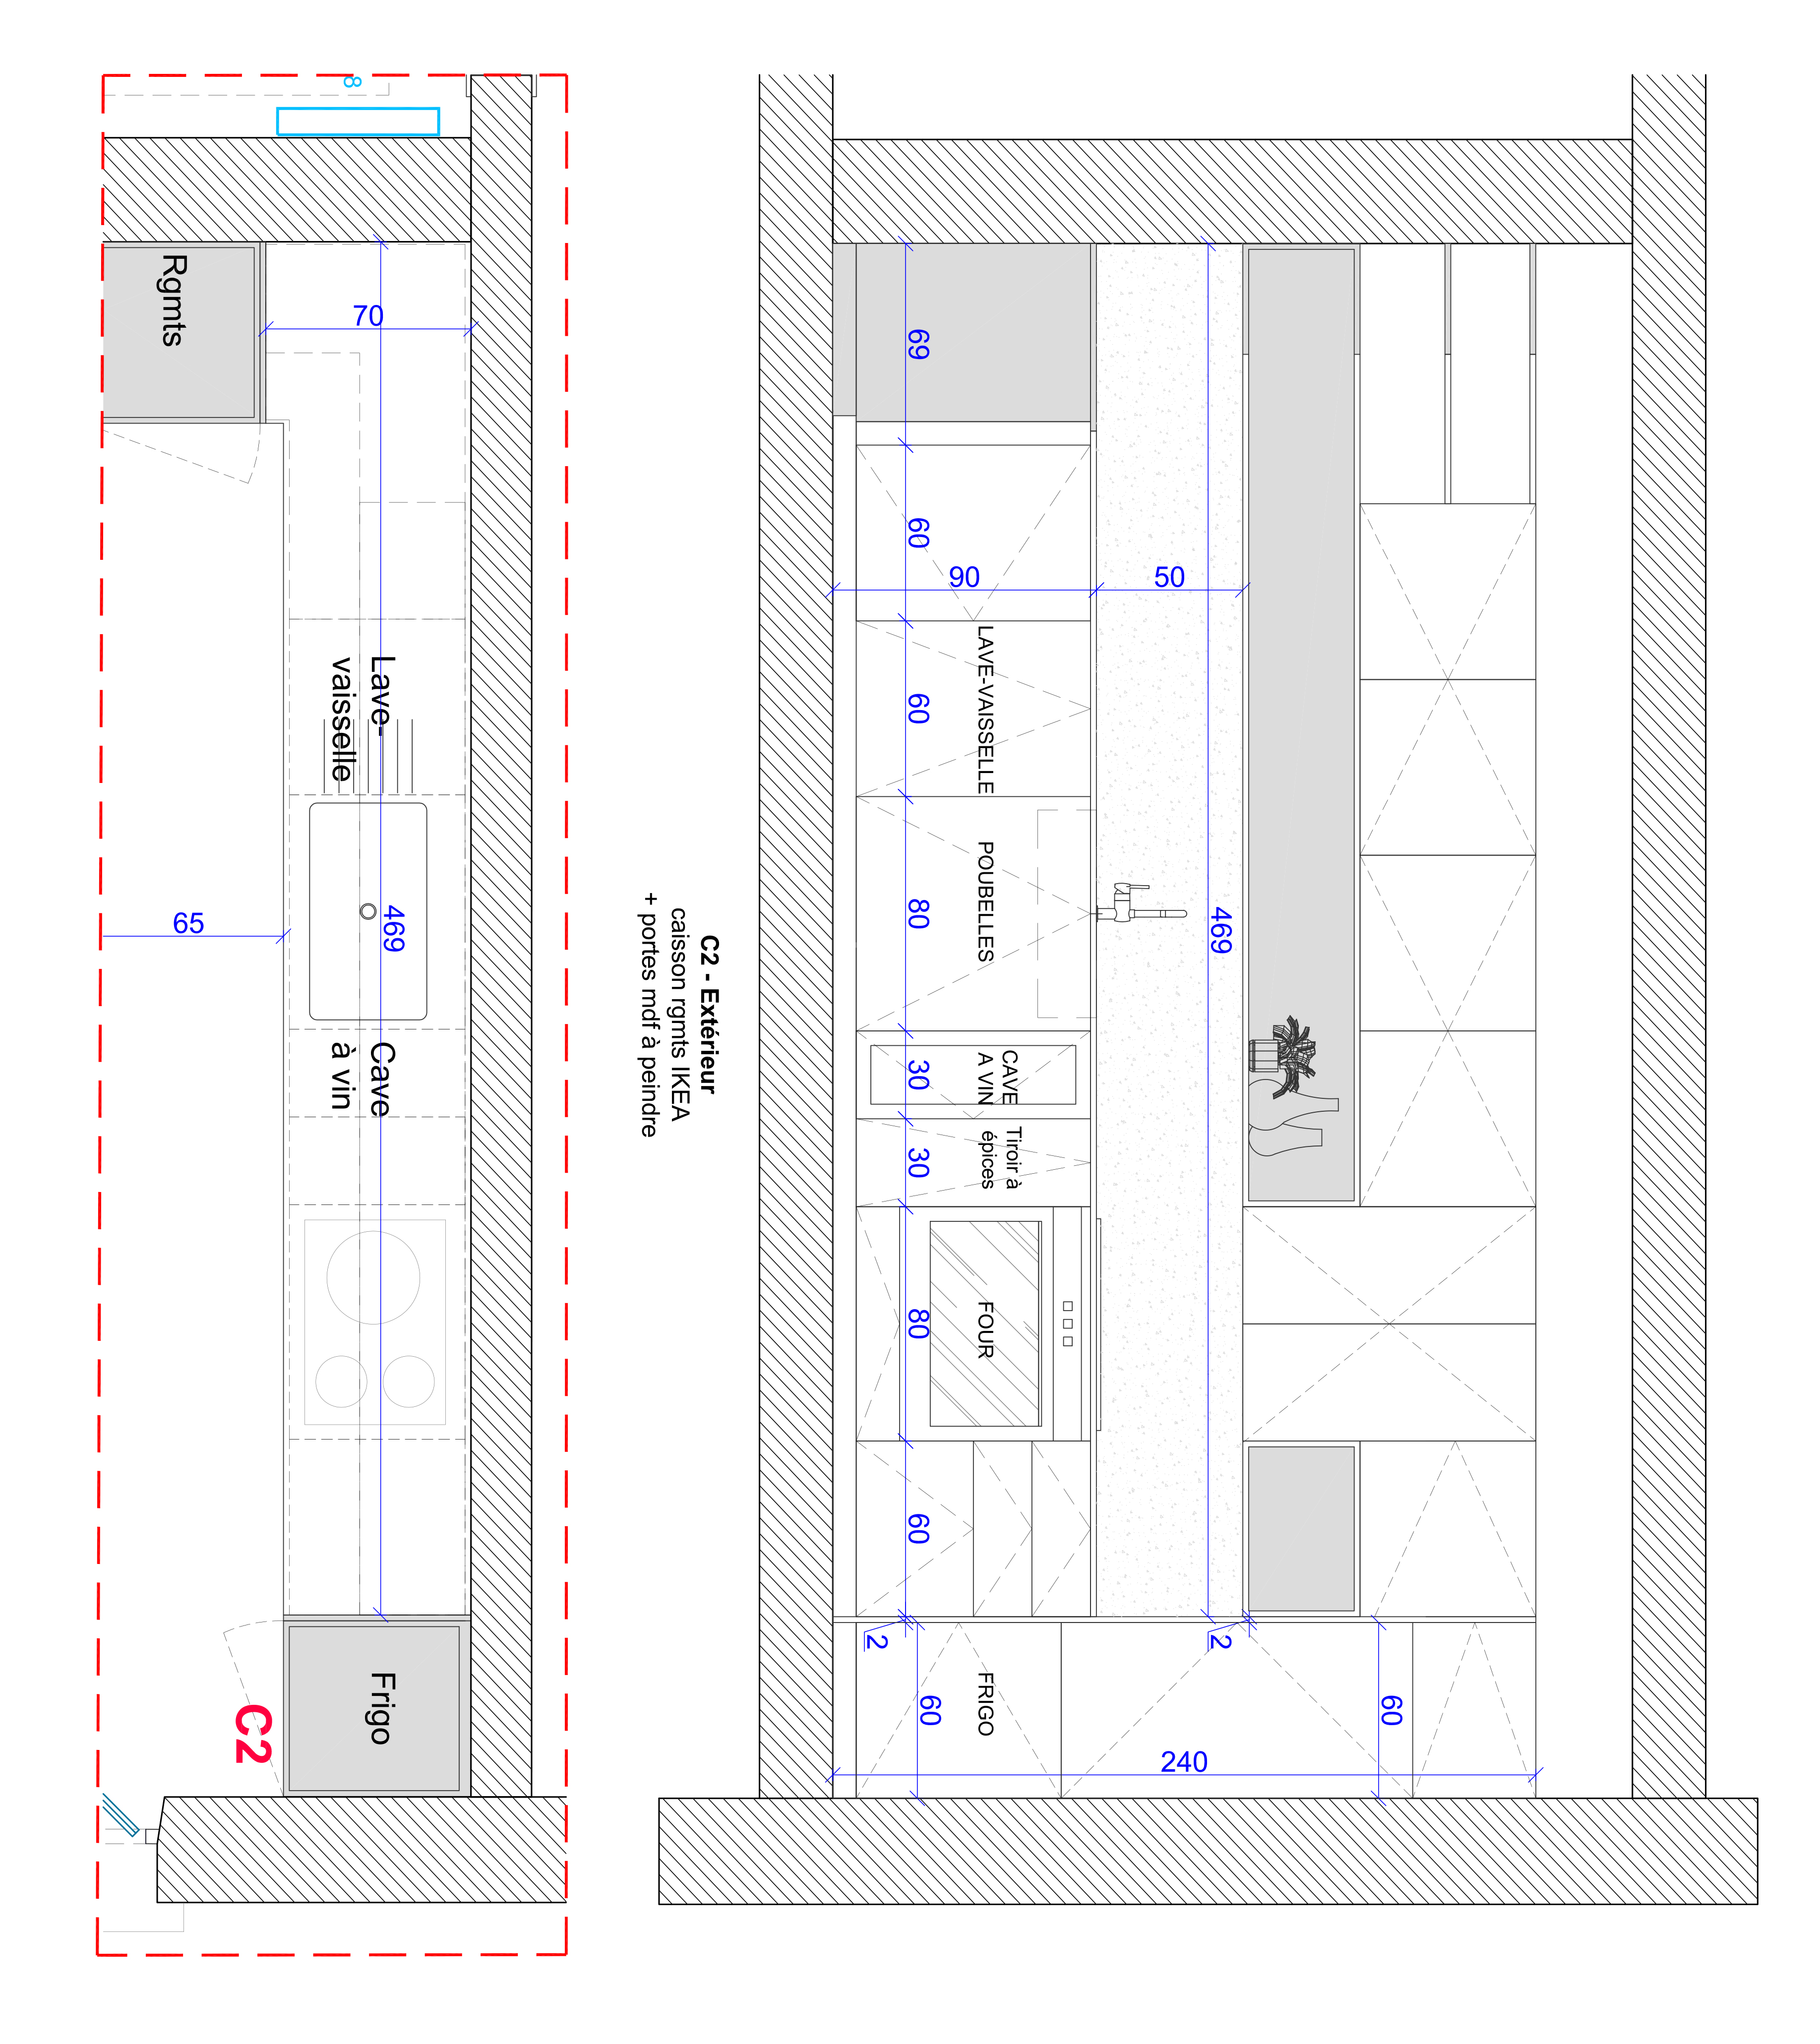 240
60
60
2
2
469
50
90
69
60
60
80
30
30
80
60
LAVE-VAISSELLE
POUBELLES
CAVE
A VIN
Tiroir à
épices
FOUR
FRIGO
C2 - Extérieur
caisson rgmts IKEA
+ portes mdf à peindre
8
70
469
65
Rgmts
Lave-
vaisselle
Cave
à vin
Frigo
C2